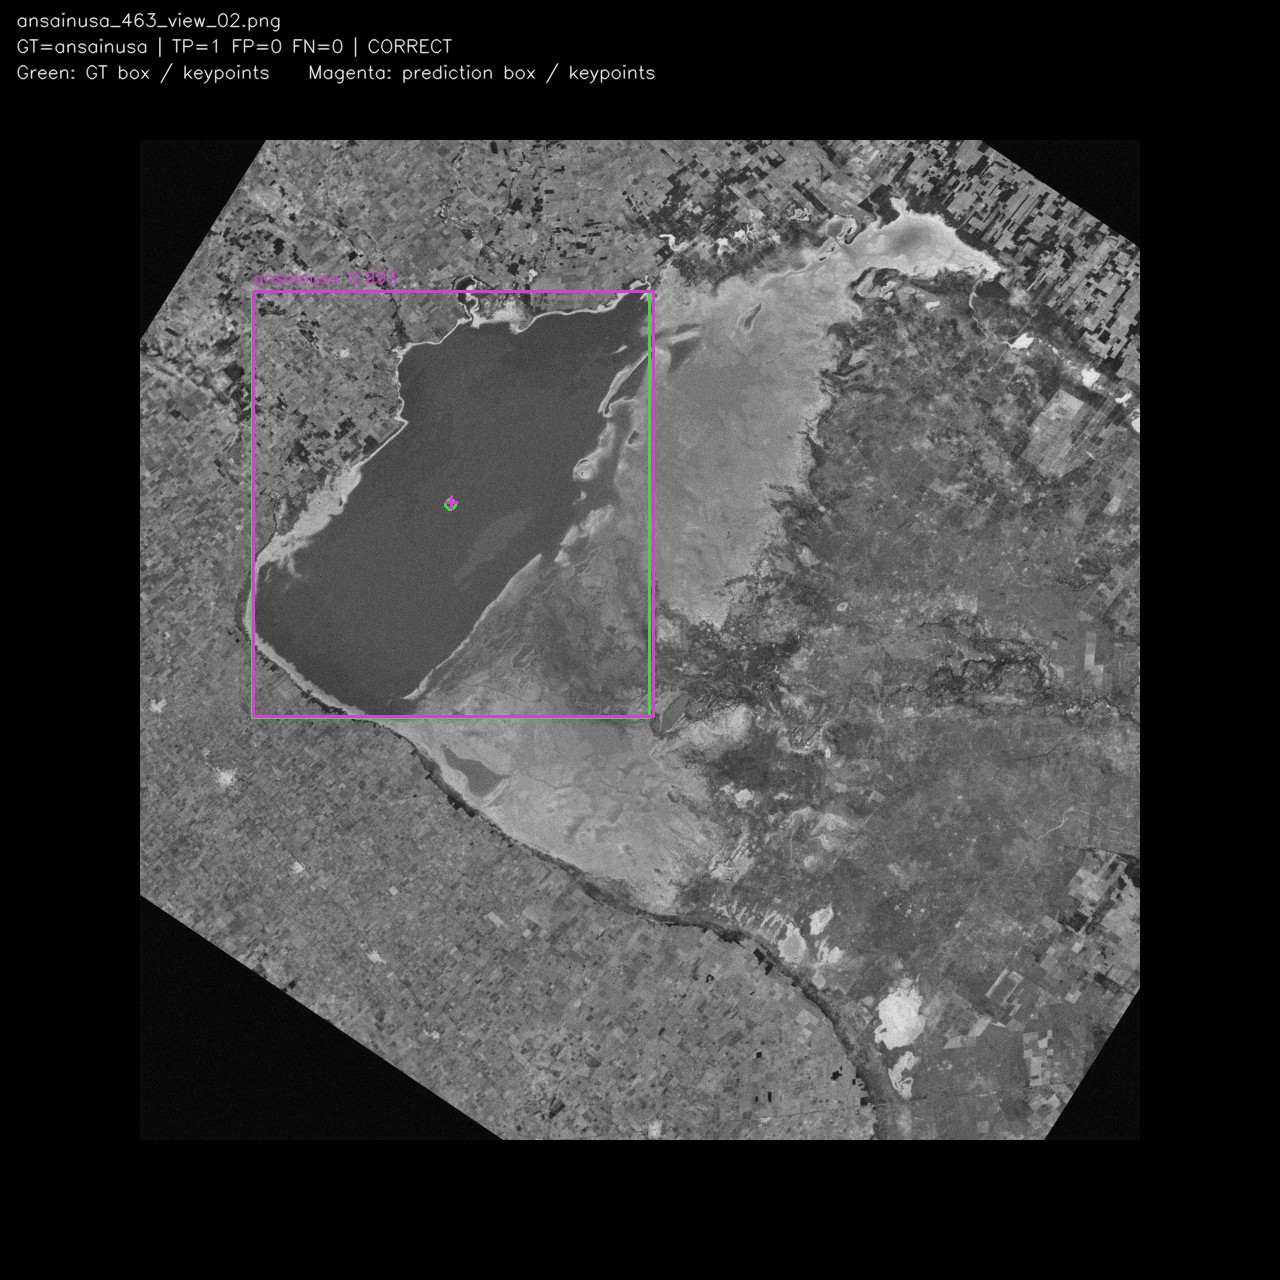 ansainusa_463_view_02.png
GT=ansainusa | TP=1 FP=0 FN=0 | CORRECT
Green: GT box / keypoints    Magenta: prediction box / keypoints
ansainusa